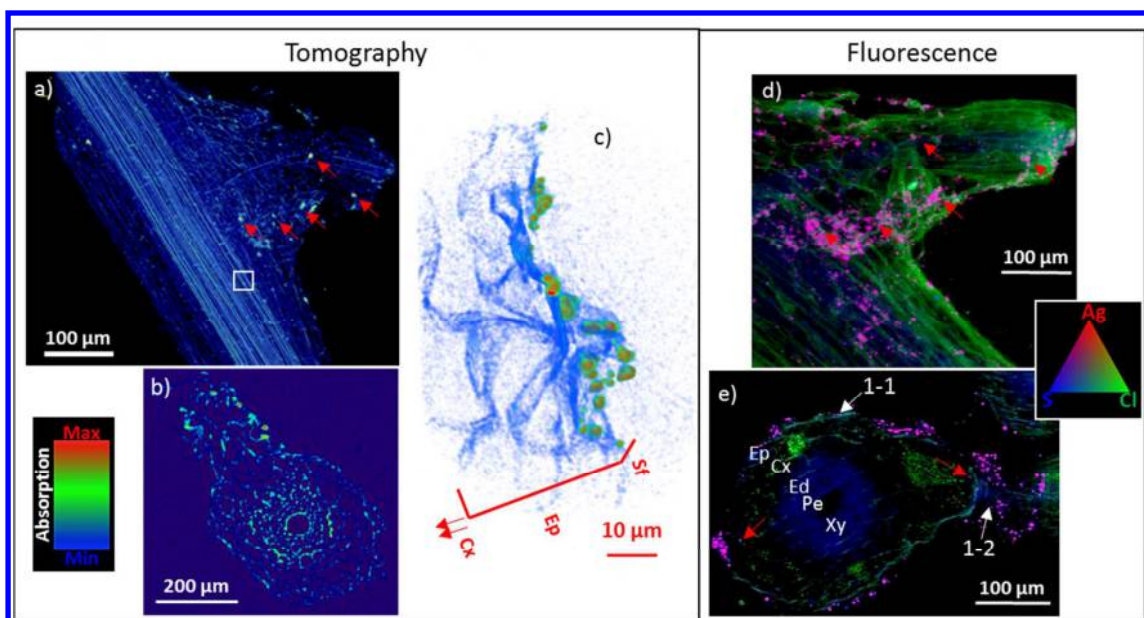 Tomography
Fluorescence
a)
100 µm
b)
200 µm
Max
Absorption
Min
c)
Sf
Ep
Cx
10 µm
d)
100 µm
Ag
S
Cl
e)
1-1
Ep
Cx
Ed
Pe
Xy
1-2
100 µm